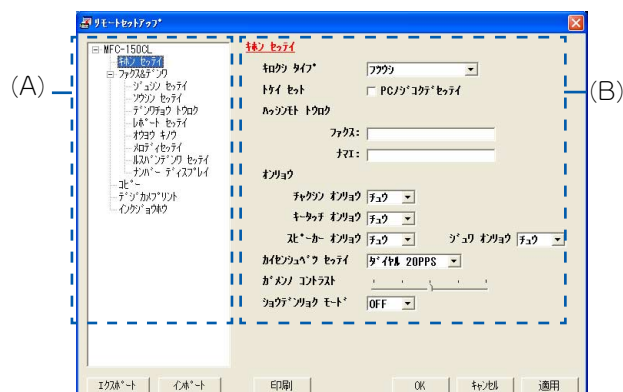 リモートセットアップ
MFC-150CL
キホン セッテイ
ファクス&デンワ
ジュシン セッテイ
ソウシン セッテイ
デンワチョウ トウロク
レポート セッテイ
オウヨウ キノウ
メロディセッテイ
ルスバンデンワ セッテイ
ナンバー ディスプレイ
コピー
デジカメプリント
インクジョウホウ
(A)
キホン セッテイ
キロクシ タイプ フツウシ
トケイ セット PCノジコクデセッテイ
ハッシンモト トウロク
ファクス:
ナマエ:
オンリョウ
チャクシン オンリョウ チュウ
キータッチ オンリョウ チュウ
スピーカー オンリョウ チュウ ジュワ オンリョウ チュウ
カイセンシュベツ セッテイ ダイヤル 20PPS
ガメンノ コントラスト
ショウデンリョク モード OFF
(B)
エクスポート インポート 印刷 OK キャンセル 適用